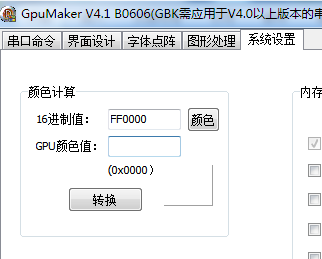 GpuMaker V4.1 B0606(GBK需应用于V4.0以上版本的串
串口命令 界面设计 字体点阵 图形处理 系统设置
颜色计算
内存
16进制值： FF0000 颜色
GPU颜色值：
(0x0000)
转换